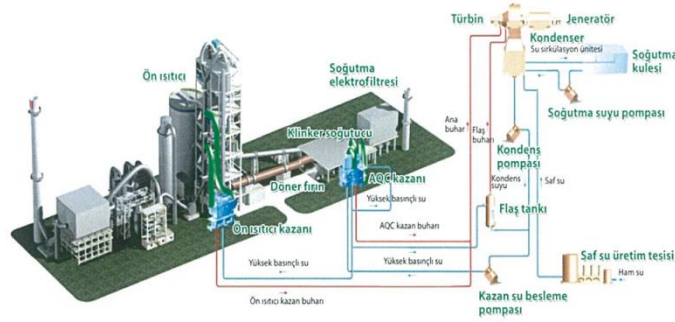 Türbin
Jeneratör
Kondenser
Su sirkülasyon ünitesi
Soğutma
kulesi
Soğutma suyu pompası
Ön ısıtıcı
Soğutma
elektrofiltresi
Klinker soğutucu
Ana
buhar
Flaş
buharı
Kondens
pompası
Kondens
suyu
Saf su
Döner fırın
AQC kazanı
Yüksek basınçlı su
Flaş tankı
Ön ısıtıcı kazanı
AQC kazan buharı
Yüksek basınçlı su
Yüksek basınçlı su
Saf su üretim tesisi
Ham su
Kazan su besleme
pompası
Ön ısıtıcı kazan buharı